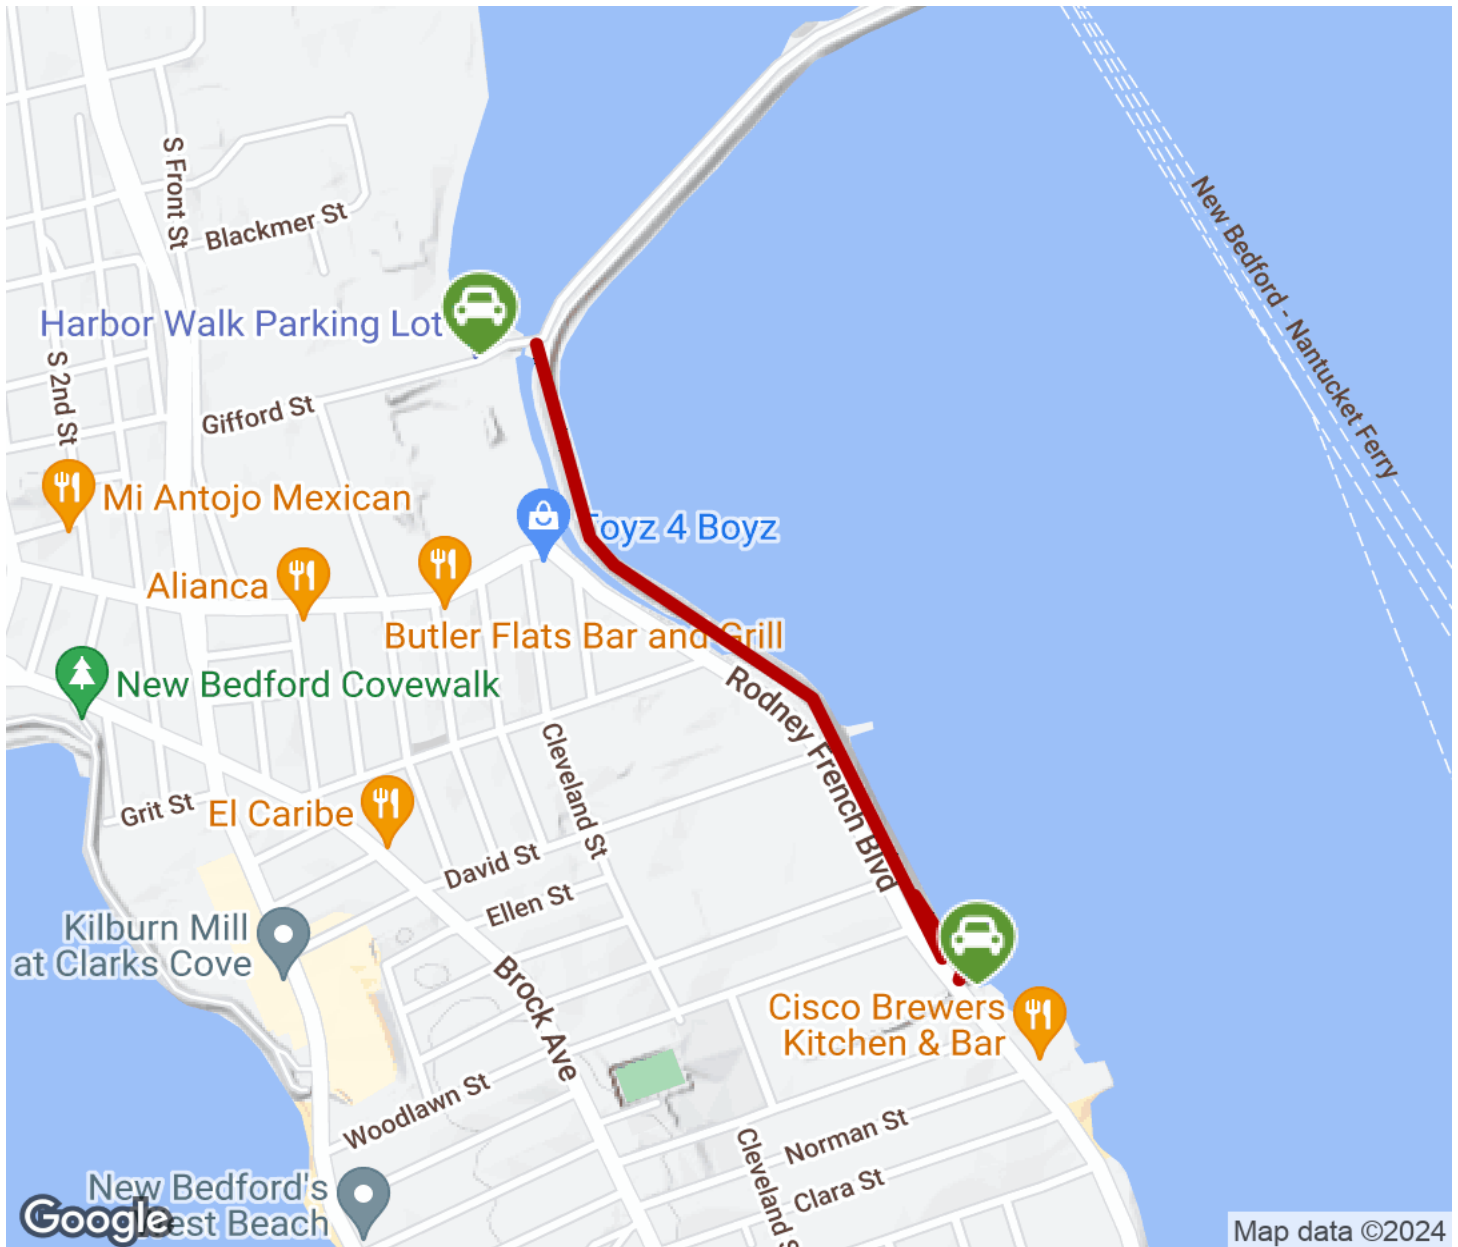 S Front St
Blackmer St
New Bedford - Nantucket Ferry
Harbor Walk Parking Lot
S 2nd St
Gifford St
Mi Antojo Mexican
Toyz 4 Boyz
Alianca
Butler Flats Bar and Grill
New Bedford Covewalk
Rodney French Blvd
Cleveland St
Grit St
El Caribe
David St
Ellen St
Kilburn Mill
at Clarks Cove
Brock Ave
Cisco Brewers
Kitchen & Bar
Woodlawn St
Norman St
Cleveland S
Clara St
New Bedford's
Beach
Google
Map data ©2024